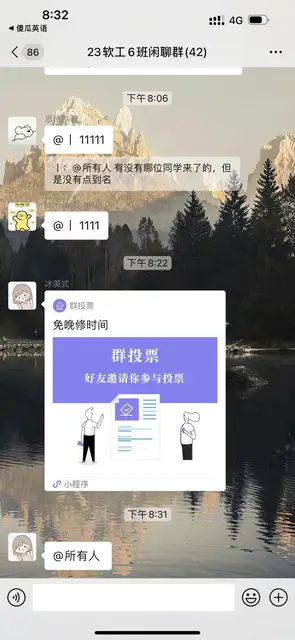 8:32
4G
傻瓜英语
86
23软工6班闲聊群(42)
下午8:06
@丨 11111
丨：@所有人 有没有哪位同学来了的，但
是没有点到名
@丨 1111
下午8:22
冰美式
群投票
免晚修时间
群投票
好友邀请你参与投票
小程序
下午8:31
@所有人